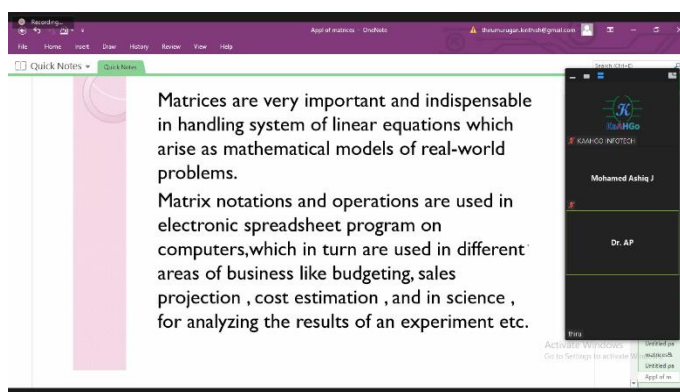 Recording...
Appl of matrices - OneNote
File Home Insert Draw History Review View Help
Quick Notes
Quick Notes
Search (Ctrl+E)
Matrices are very important and indispensable
in handling system of linear equations which
arise as mathematical models of real-world
problems.
Matrix notations and operations are used in
electronic spreadsheet program on
computers,which in turn are used in different
areas of business like budgeting, sales
projection , cost estimation , and in science ,
for analyzing the results of an experiment etc.
K
KaAHGo
KAAHGO INFOTECH
Mohamed Ashiq J
Dr. AP
thiru
Activate Windows
Go to Settings to activate
Untitled pa
Untitled pa
Appl of m